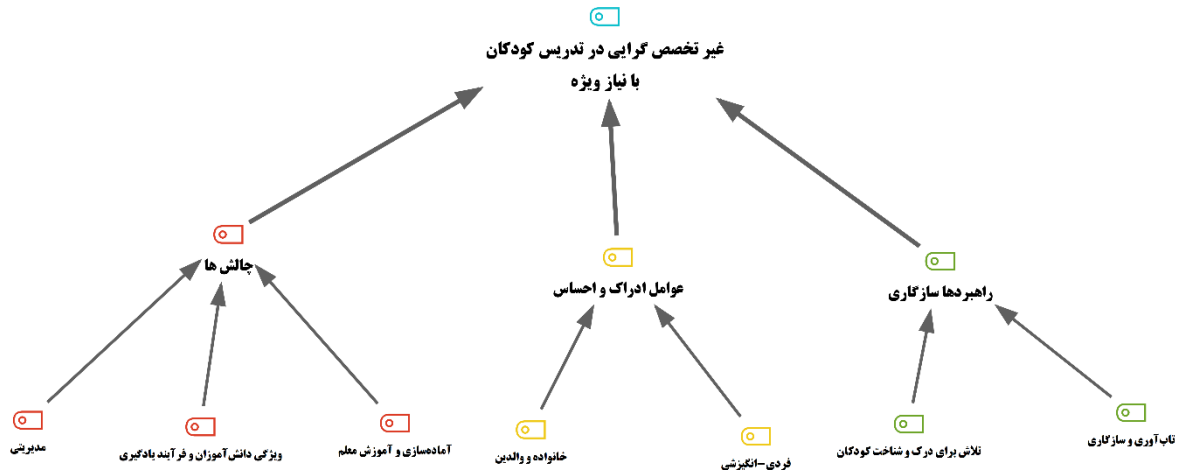 غیر تخصص گرایی در تدریس کودکان
با نیاز ویژه
راهبردها سازگاری
عوامل ادراک و احساس
چالش ها
تاب‌آوری و سازگاری
تلاش برای درک و شناخت کودکان
فردی-انگیزشی
خانواده و والدین
آماده‌سازی و آموزش معلم
ویژگی دانش‌آموزان و فرآیند یادگیری
مدیریتی